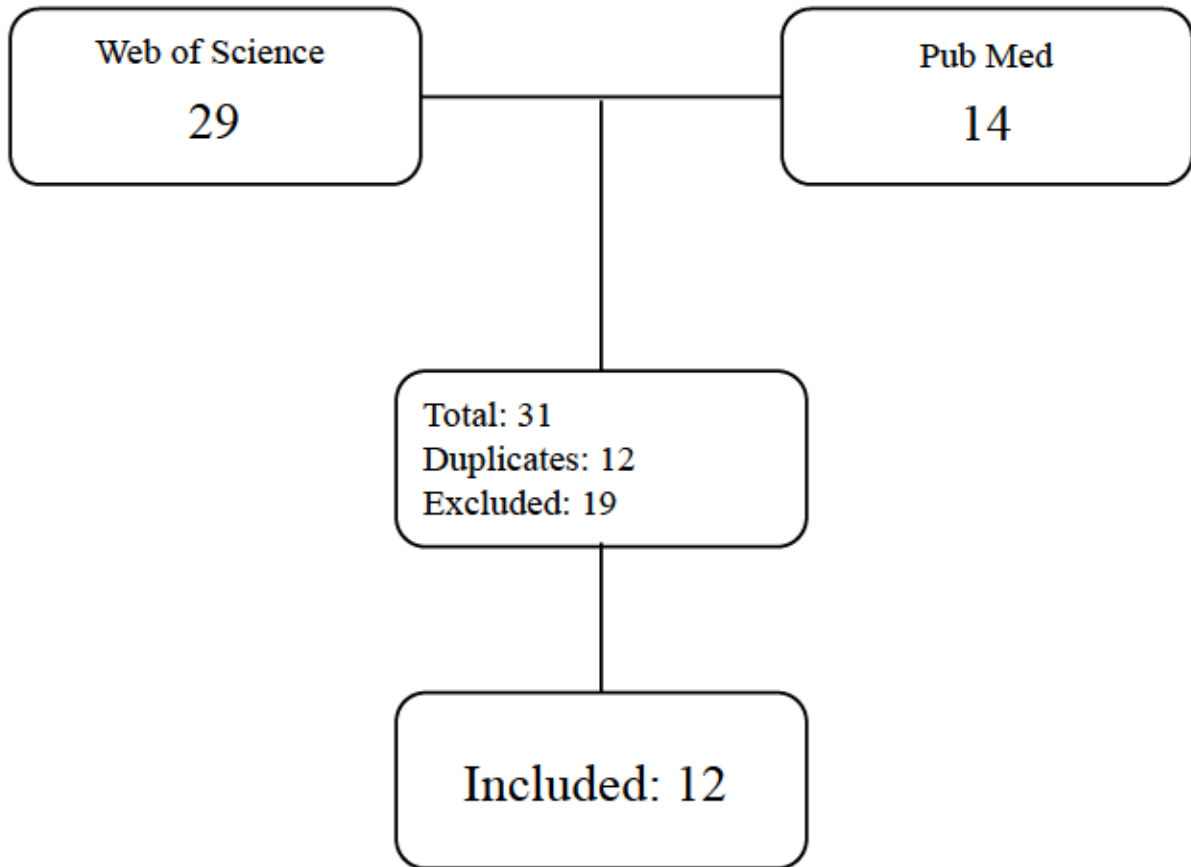 Web of Science
29
Pub Med
14
Total: 31
Duplicates: 12
Excluded: 19
Included: 12